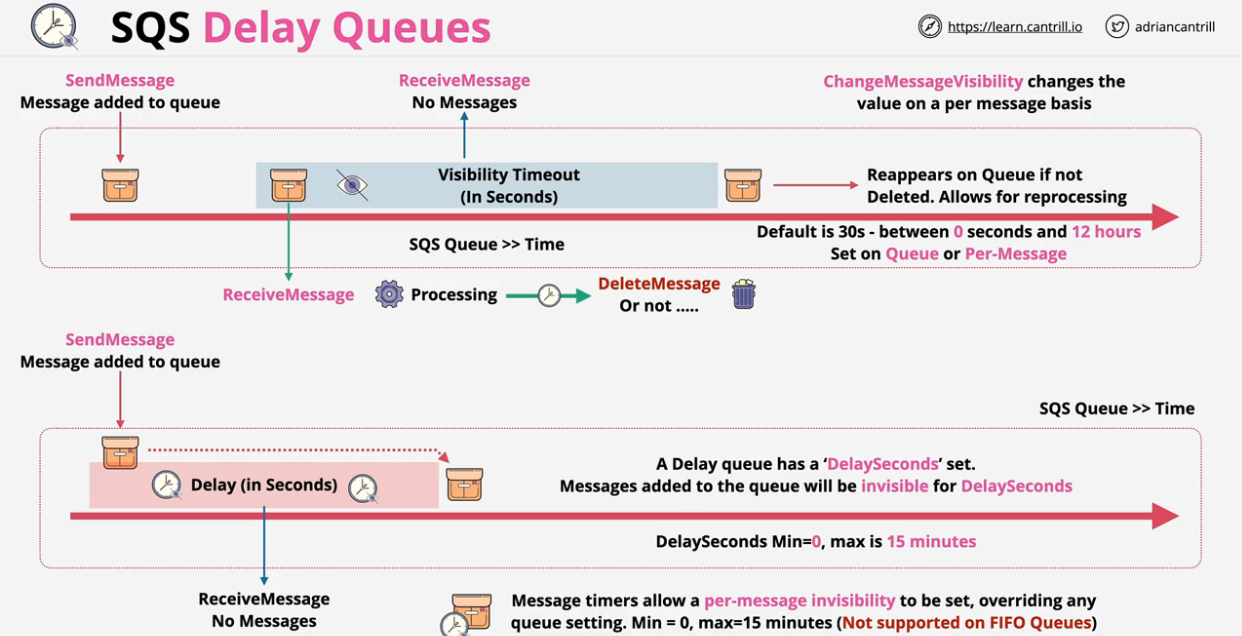 SQS Delay Queues
https://learn.cantrill.io
adriancantrill
SendMessage
Message added to queue
ReceiveMessage
No Messages
ChangeMessageVisibility changes the
value on a per message basis
Visibility Timeout
(In Seconds)
Reappears on Queue if not
Deleted. Allows for reprocessing
SQS Queue >> Time
Default is 30s - between 0 seconds and 12 hours
Set on Queue or Per-Message
ReceiveMessage
Processing
DeleteMessage
Or not .....
SendMessage
Message added to queue
SQS Queue >> Time
Delay (in Seconds)
A Delay queue has a ‘DelaySeconds’ set.
Messages added to the queue will be invisible for DelaySeconds
DelaySeconds Min=0, max is 15 minutes
ReceiveMessage
No Messages
Message timers allow a per-message invisibility to be set, overriding any
queue setting. Min = 0, max=15 minutes (Not supported on FIFO Queues)